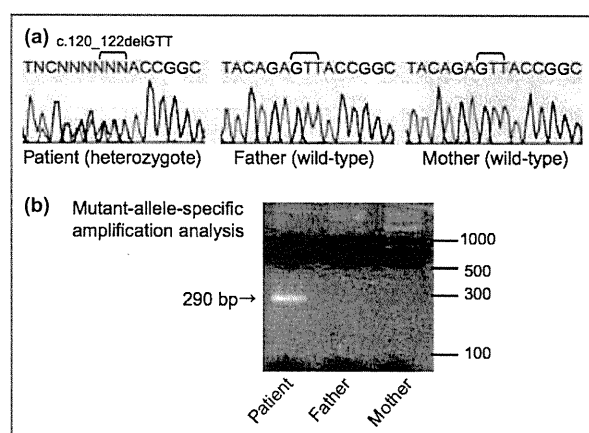 (a) c.120_122delGTT
TNCNNNNNNNACCGGC TACAGAGTTACCGGC TACAGAGTTACCGGC
Patient (heterozygote) Father (wild-type) Mother (wild-type)
(b) Mutant-allele-specific
amplification analysis
1000
500
290 bp→
300
100
Patient
Father
Mother